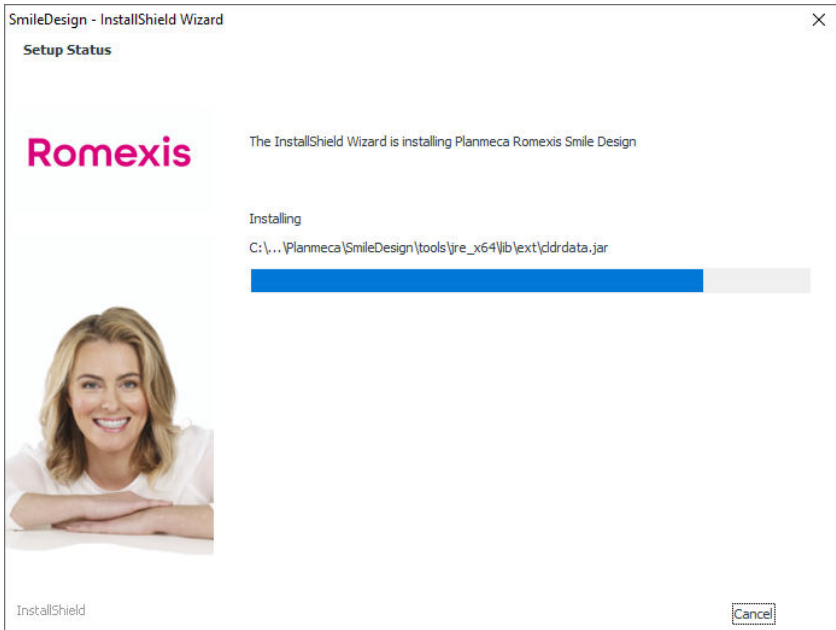 SmileDesign - InstallShield Wizard
Setup Status
Romexis
The InstallShield Wizard is installing Planmeca Romexis Smile Design
Installing
C:\...\Planmeca\SmileDesign\tools\jre_x64\lib\ext\cldrdata.jar
InstallShield
Cancel